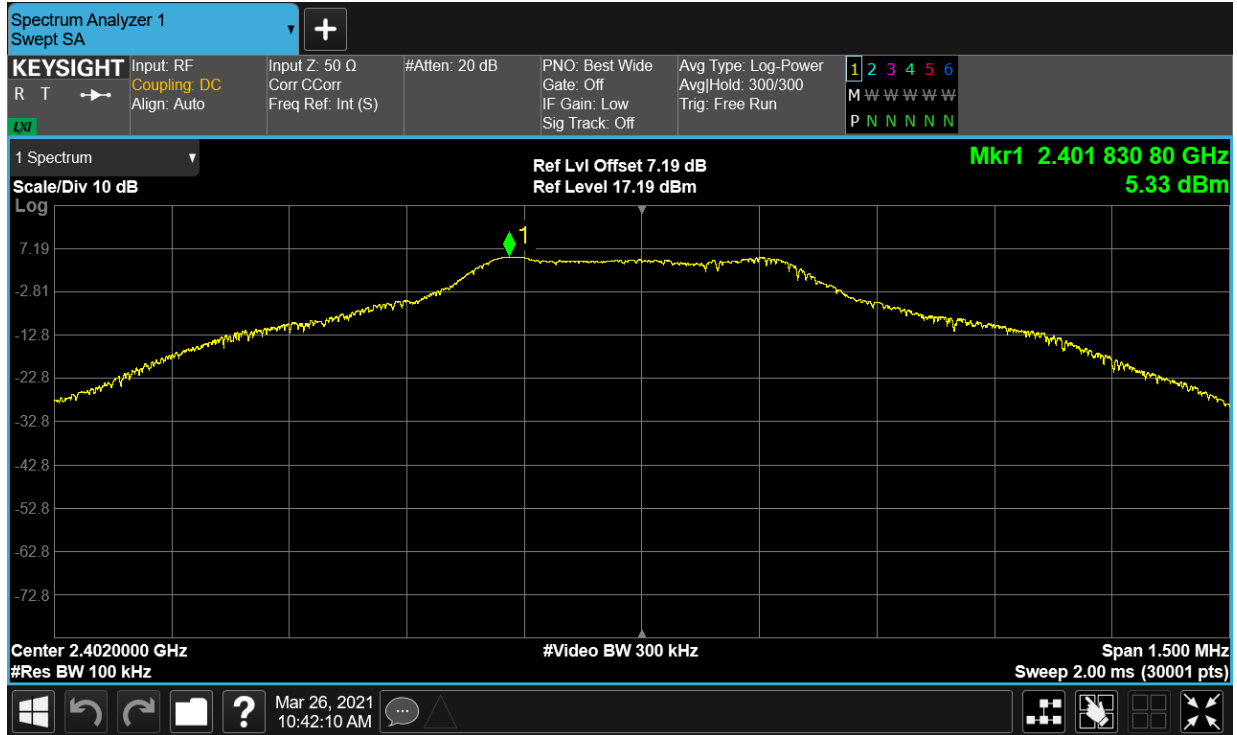 Spectrum Analyzer 1
Swept SA
KEYSIGHT
R T
LXI
Input: RF
Coupling: DC
Align: Auto
Input Z: 50 Ω
Corr CCorr
Freq Ref: Int (S)
#Atten: 20 dB
PNO: Best Wide
Gate: Off
IF Gain: Low
Sig Track: Off
Avg Type: Log-Power
Avg|Hold: 300/300
Trig: Free Run
1 2 3 4 5 6
M W W W W W
P N N N N N
1 Spectrum
Scale/Div 10 dB
Log
Ref Lvl Offset 7.19 dB
Ref Level 17.19 dBm
Mkr1 2.401 830 80 GHz
5.33 dBm
1
7.19
-2.81
-12.8
-22.8
-32.8
-42.8
-52.8
-62.8
-72.8
Center 2.4020000 GHz
#Res BW 100 kHz
#Video BW 300 kHz
Span 1.500 MHz
Sweep 2.00 ms (30001 pts)
?
Mar 26, 2021
10:42:10 AM